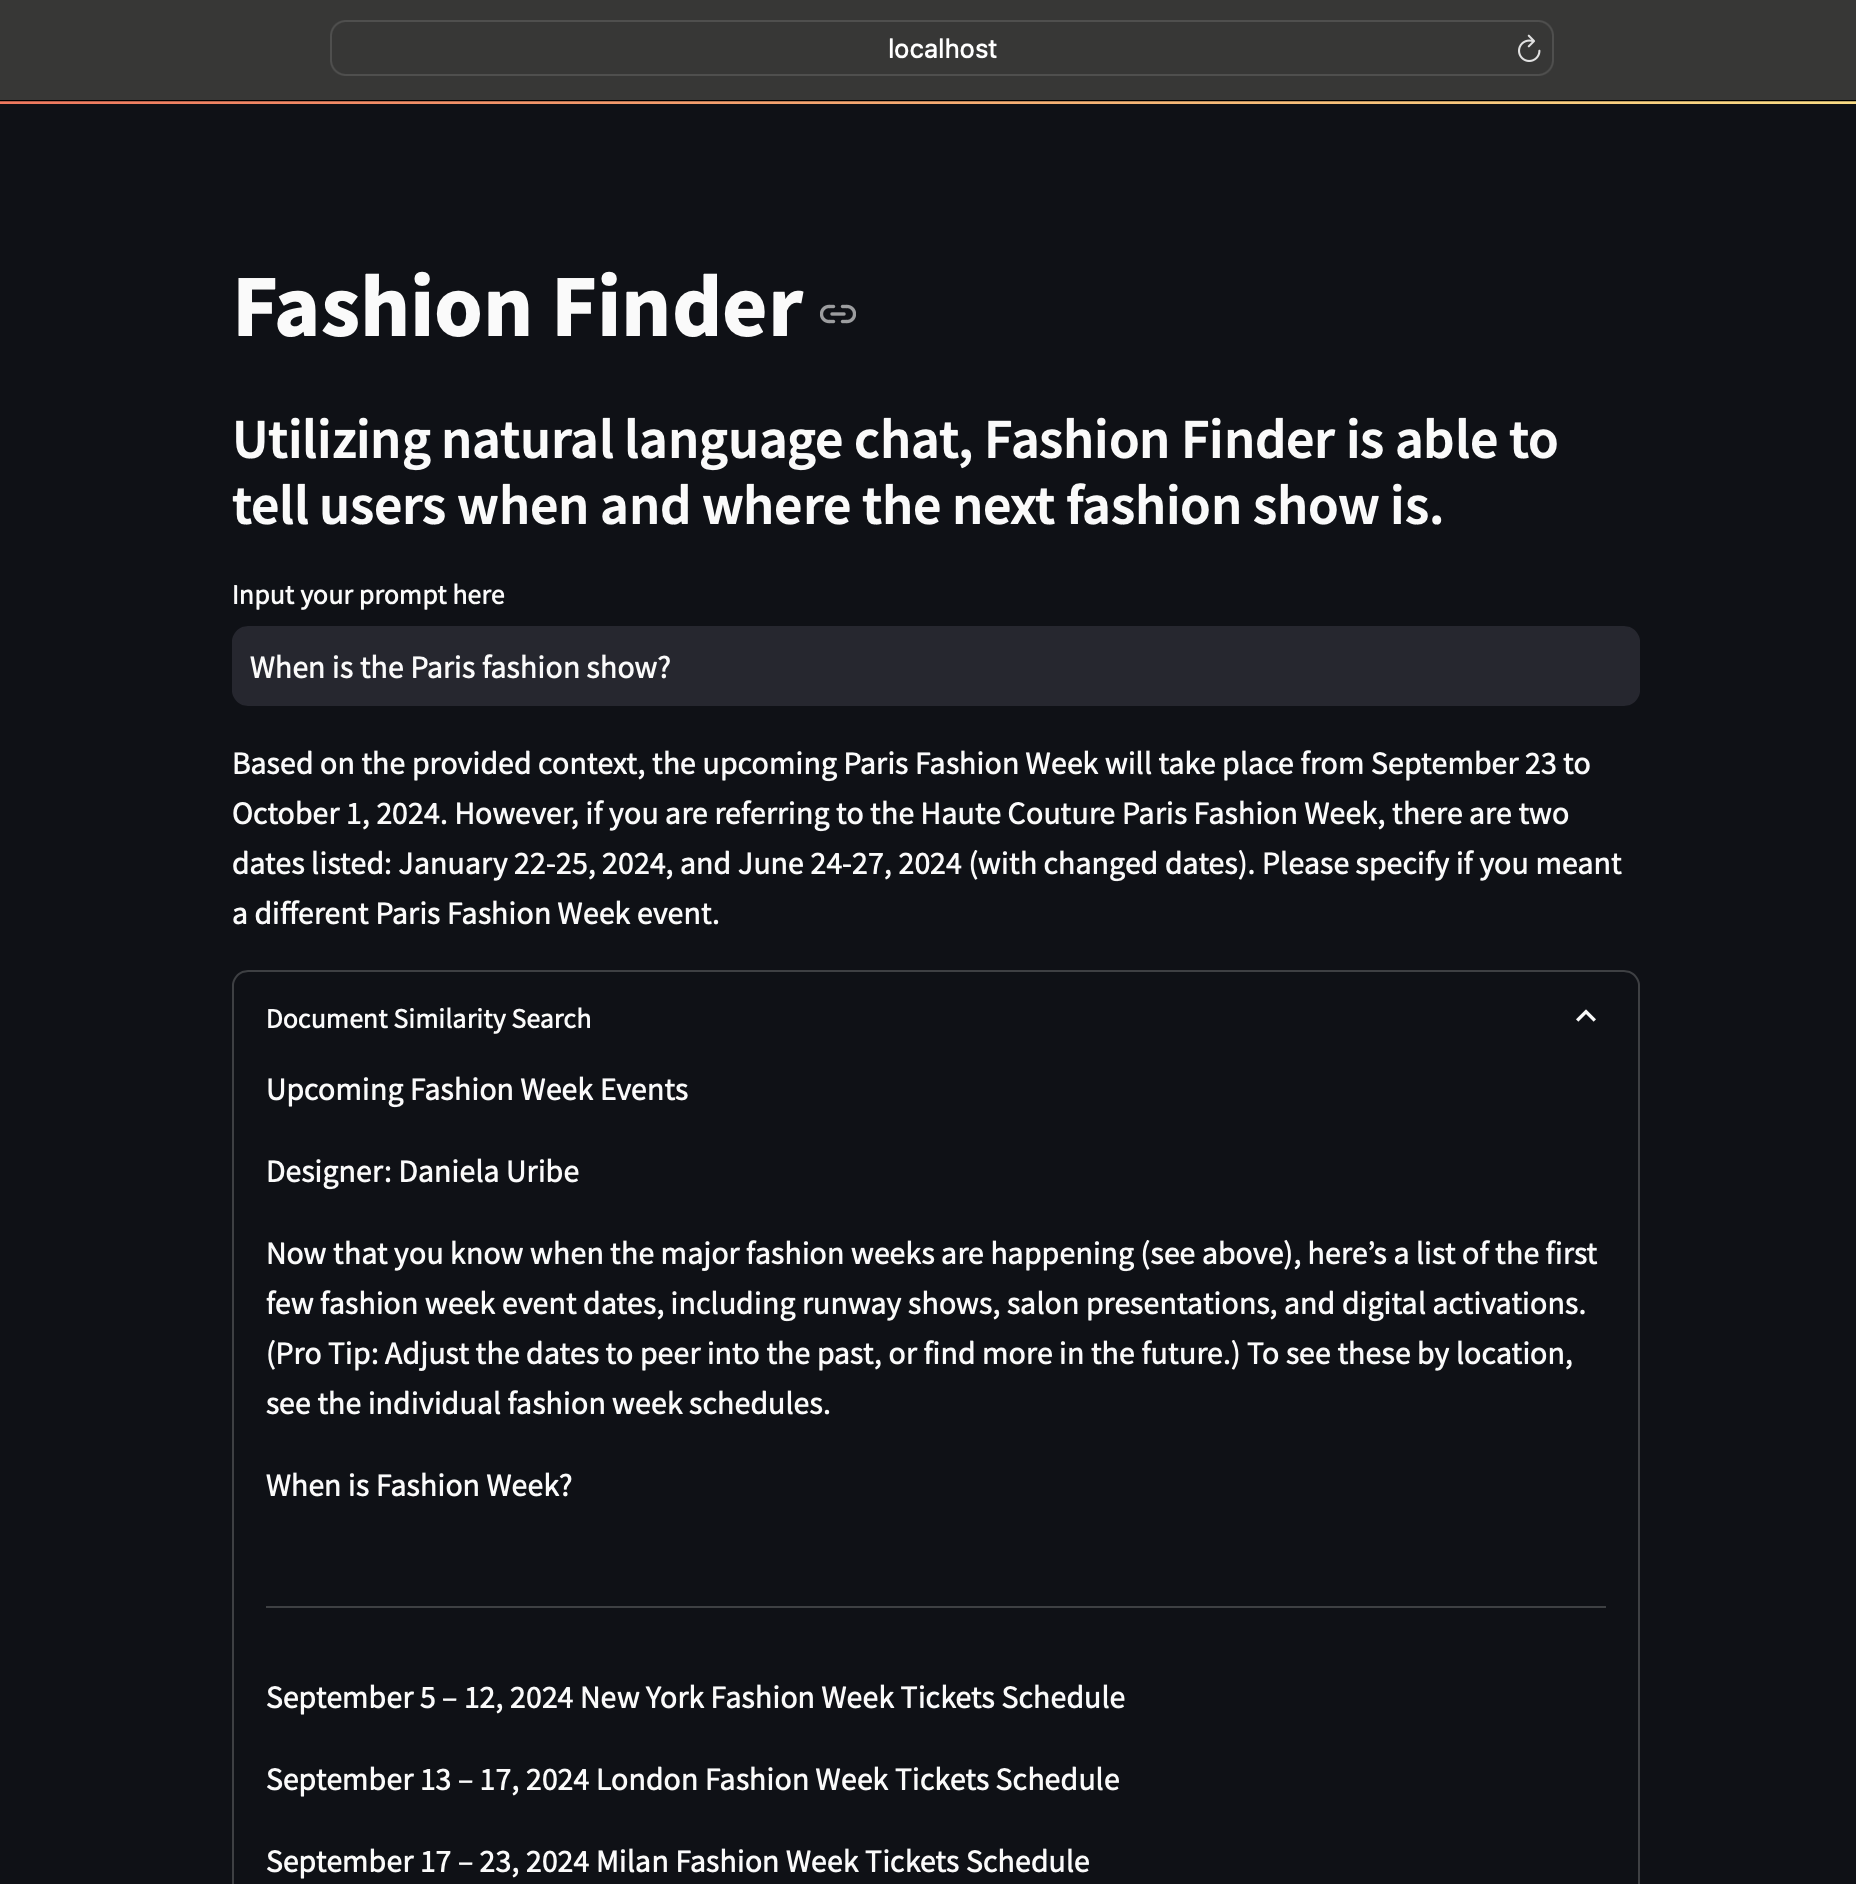 localhost
Fashion Finder
Utilizing natural language chat, Fashion Finder is able to
tell users when and where the next fashion show is.
Input your prompt here
When is the Paris fashion show?
Based on the provided context, the upcoming Paris Fashion Week will take place from September 23 to
October 1, 2024. However, if you are referring to the Haute Couture Paris Fashion Week, there are two
dates listed: January 22-25, 2024, and June 24-27, 2024 (with changed dates). Please specify if you meant
a different Paris Fashion Week event.
Document Similarity Search
Upcoming Fashion Week Events
Designer: Daniela Uribe
Now that you know when the major fashion weeks are happening (see above), here’s a list of the first
few fashion week event dates, including runway shows, salon presentations, and digital activations.
(Pro Tip: Adjust the dates to peer into the past, or find more in the future.) To see these by location,
see the individual fashion week schedules.
When is Fashion Week?
September 5 – 12, 2024 New York Fashion Week Tickets Schedule
September 13 – 17, 2024 London Fashion Week Tickets Schedule
September 17 – 23, 2024 Milan Fashion Week Tickets Schedule